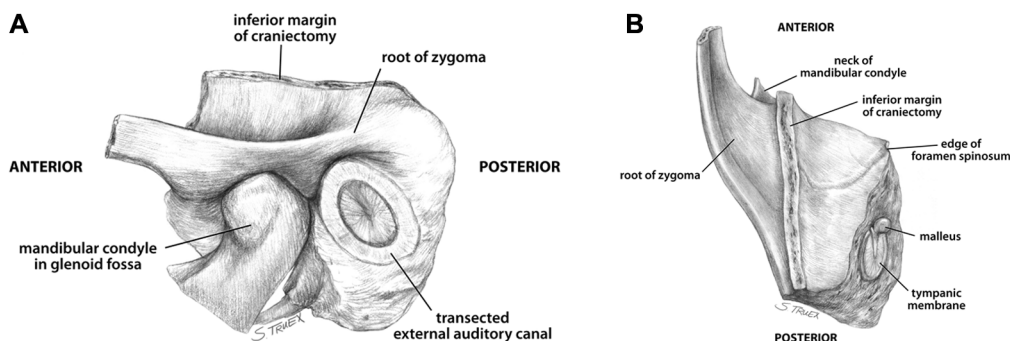 A
inferior margin
of craniectomy
root of zygoma
ANTERIOR
POSTERIOR
mandibular condyle
in glenoid fossa
transected
external auditory canal
S. TRUEX
B
ANTERIOR
neck of
mandibular condyle
inferior margin
of craniectomy
edge of
foramen spinosum
root of zygoma
malleus
tympanic
membrane
S. TRUEX
POSTERIOR